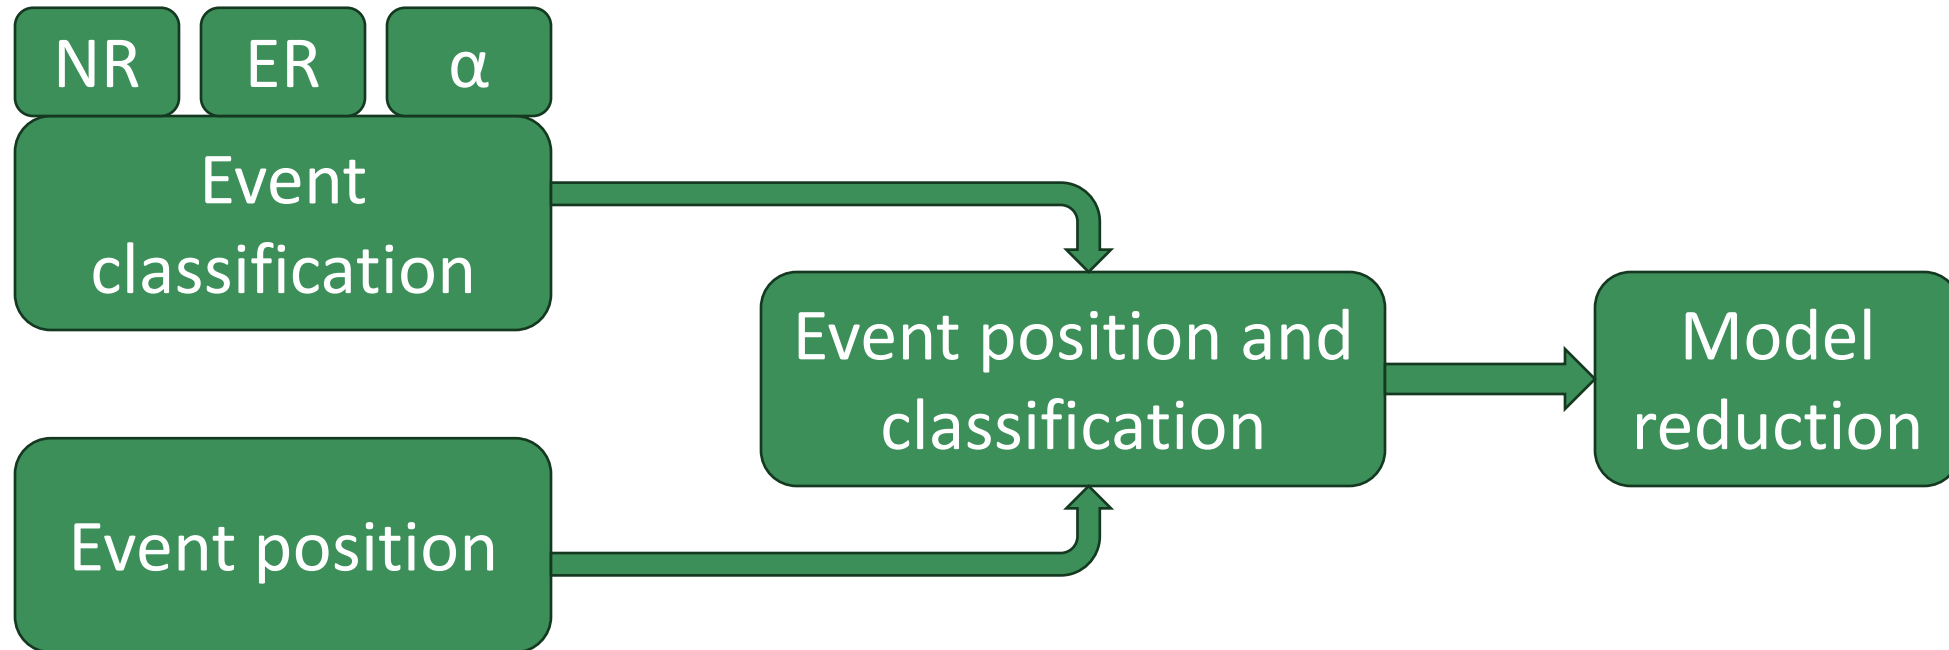 NR
ER
α
Event
classification
Event position and
classification
Model
reduction
Event position